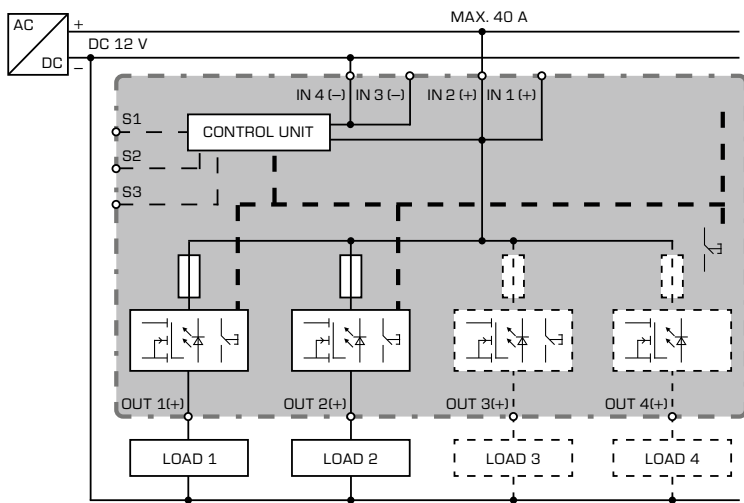 AC
+
MAX. 40 A
DC 12 V
DC
−
IN 4 (−) IN 3 (−) IN 2 (+) IN 1 (+)
S1
CONTROL UNIT
S2
S3
OUT 1(+) OUT 2(+) OUT 3(+) OUT 4(+)
LOAD 1 LOAD 2 LOAD 3 LOAD 4